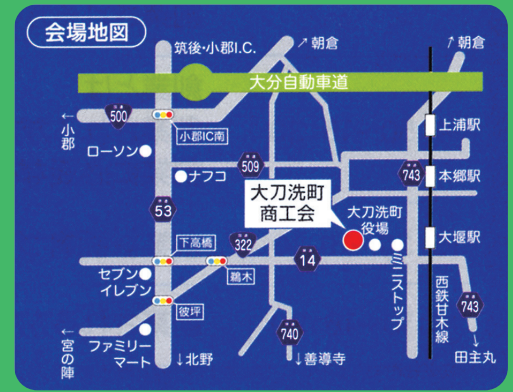 会場地図
筑後・小郡I.C.
↗朝倉
↗朝倉
大分自動車道
←小郡
500
小郡IC南
上浦駅
ローソン
509
ナフコ
743
本郷駅
大刀洗町
商工会
大刀洗町
役場
53
下高橋
322
14
大堰駅
セブン
イレブン
鵜木
ミニストップ
西鉄甘木線
彼坪
743
←宮の陣
ファミリー
マート
↓北野
740
↓善導寺
↓田主丸